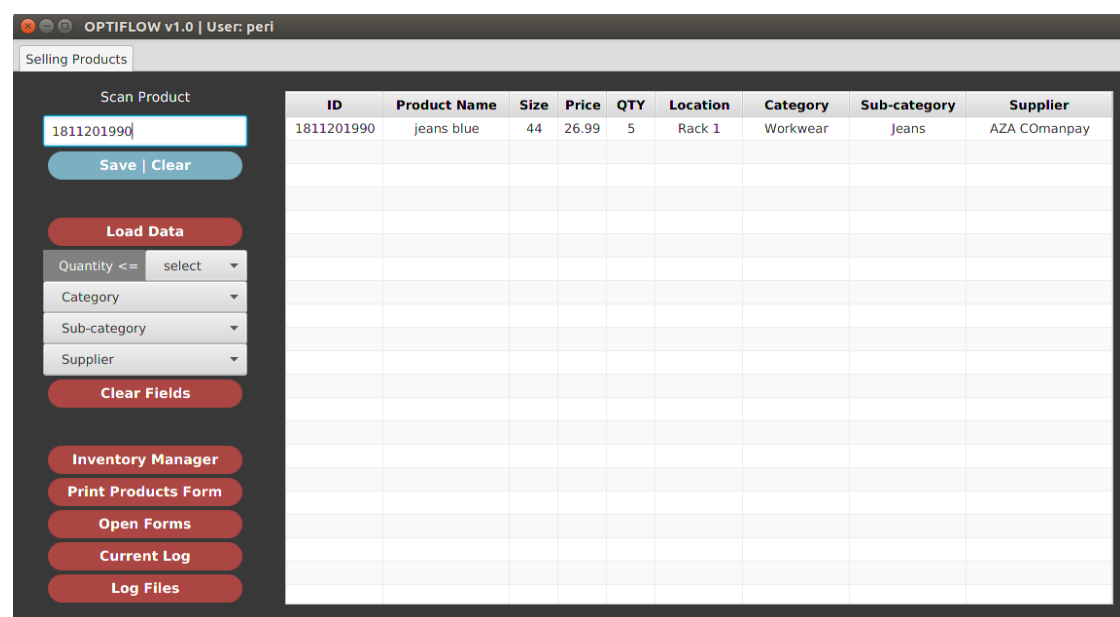 OPTIFLOW v1.0 | User: peri
Selling Products
Scan Product
1811201990
Save | Clear
Load Data
Quantity <= select
Category
Sub-category
Supplier
Clear Fields
Inventory Manager
Print Products Form
Open Forms
Current Log
Log Files
ID Product Name Size Price QTY Location Category Sub-category Supplier
1811201990 jeans blue 44 26.99 5 Rack 1 Workwear Jeans AZA COmanpay